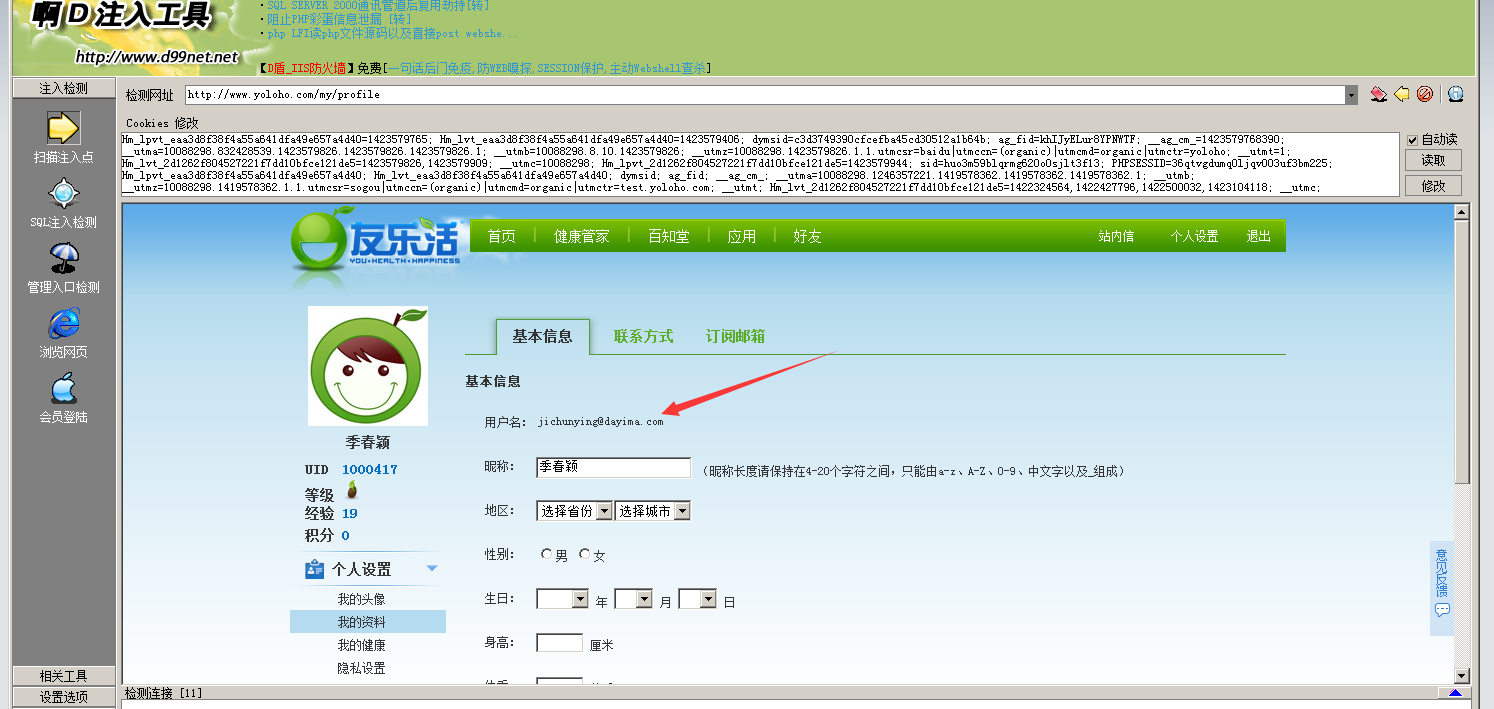 啊D注入工具
http://www.d99net.net
·SQL SERVER 2000通讯管道后复用劫持[转]
·阻止PHP彩蛋信息泄漏 [转]
·php LFI读php文件源码以及直接post webshe...
【D盾_IIS防火墙】免费[一句话后门免疫,防WEB嗅探,SESSION保护,主动Webshell查杀]
注入检测
扫描注入点
SQL注入检测
管理入口检测
浏览网页
会员登陆
相关工具
设置选项
检测网址 http://www.yoloho.com/my/profile
Cookies 修改
Hm_lpvt_eaa3d8f38f4a55a641dfa49e657a4d40=1423579765; Hm_lvt_eaa3d8f38f4a55a641dfa49e657a4d40=1423579406; dymsid=c3d3749390cfcefba45cd30512a1b64b; ag_fid=khIJyELur8YPNWTF; __ag_cm_=1423579768390;
__utma=10088298.832428539.1423579826.1423579826.1423579826.1; __utmb=10088298.8.10.1423579826; __utmz=10088298.1423579826.1.1.utmcsr=baidu|utmccn=(organic)|utmcmd=organic|utmctr=yoloho; __utmt=1;
Hm_lvt_2d1262f804527221f7dd10bfce121de5=1423579826,1423579909; __utmc=10088298; Hm_lpvt_2d1262f804527221f7dd10bfce121de5=1423579944; sid=huo3m59blqrmg620o0sjlt3f13; PHPSESSID=36qtvgdumq0ljqv003uf3bm225;
Hm_lpvt_eaa3d8f38f4a55a641dfa49e657a4d40; Hm_lvt_eaa3d8f38f4a55a641dfa49e657a4d40; dymsid; ag_fid; __ag_cm_; __utma=10088298.1246357221.1419578362.1419578362.1419578362.1; __utmb;
__utmz=10088298.1419578362.1.1.utmcsr=sogou|utmccn=(organic)|utmcmd=organic|utmctr=test.yoloho.com; __utmt; Hm_lvt_2d1262f804527221f7dd10bfce121de5=1422324564,1422427796,1422500032,1423104118; __utmc;
自动读
读取
修改
友乐活
YOU·HEALTH·HAPPINESS
首页 健康管家 百知堂 应用 好友 站内信 个人设置 退出
季春颖
UID 1000417
等级
经验 19
积分 0
个人设置
我的头像
我的资料
我的健康
隐私设置
基本信息 联系方式 订阅邮箱
基本信息
用户名: jichunying@dayima.com
昵称: 季春颖 (昵称长度请保持在4-20个字符之间,只能由a-z、A-Z、0-9、中文字以及_组成)
地区: 选择省份 选择城市
性别: 男 女
生日: 年 月 日
身高: 厘米
意见反馈
检测连接 [11]